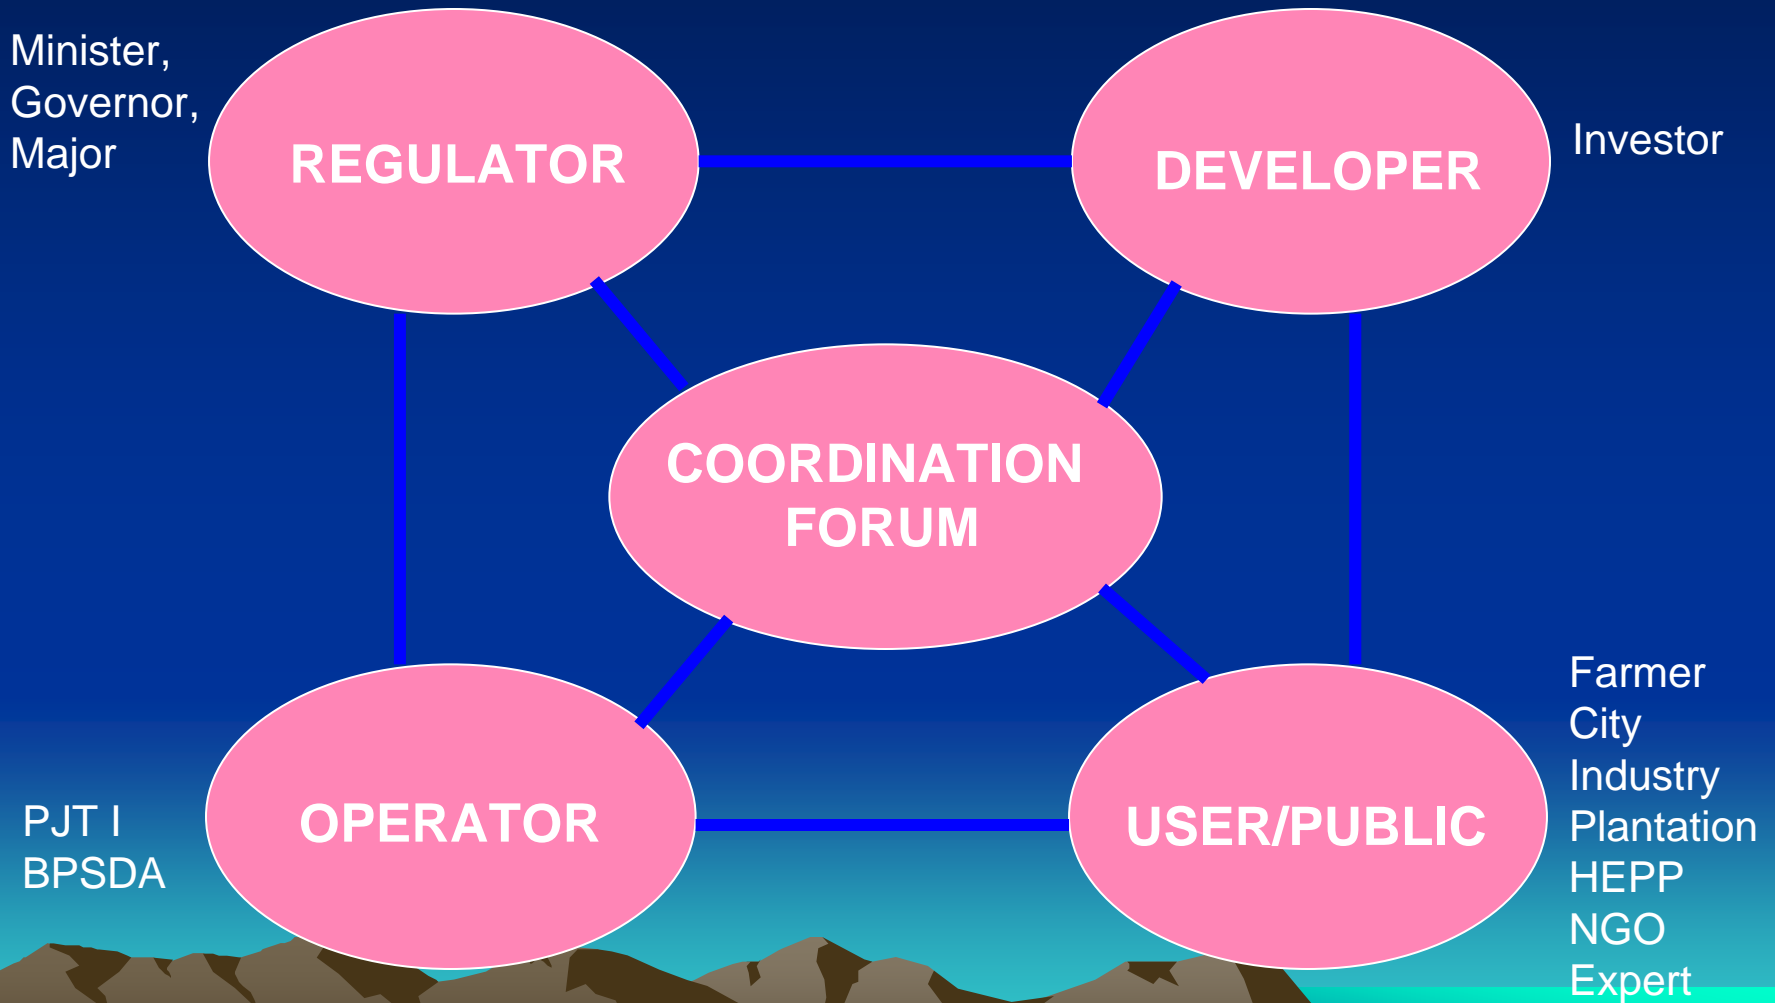 Minister,
Governor,
Major
REGULATOR
DEVELOPER
Investor
COORDINATION
FORUM
PJT I
BPSDA
OPERATOR
USER/PUBLIC
Farmer
City
Industry
Plantation
HEPP
NGO
Expert